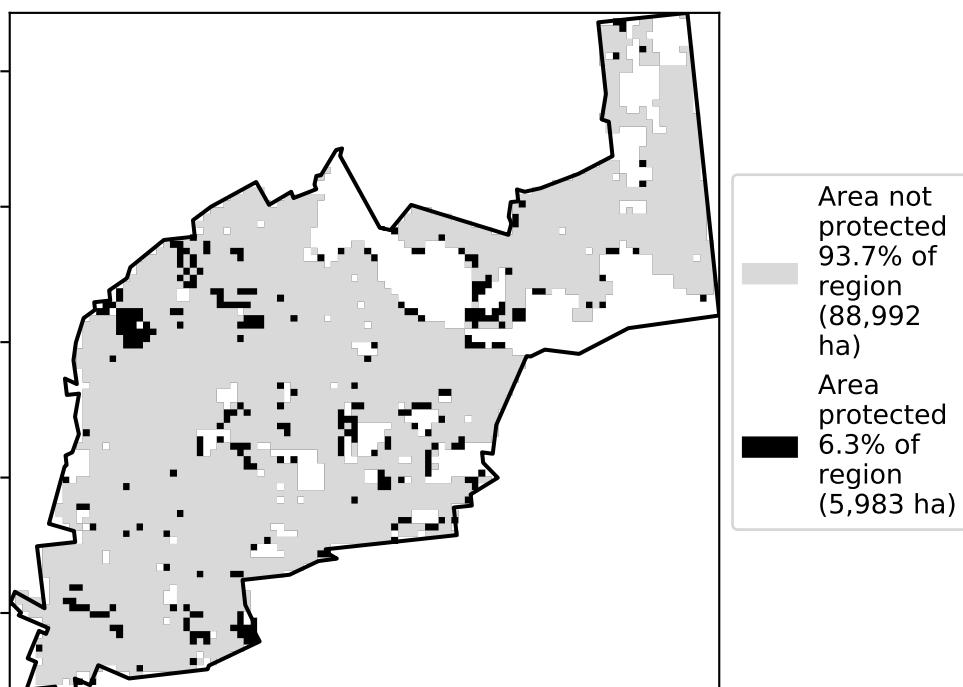 Area not
protected
93.7% of
region
(88,992
ha)
Area
protected
6.3% of
region
(5,983 ha)